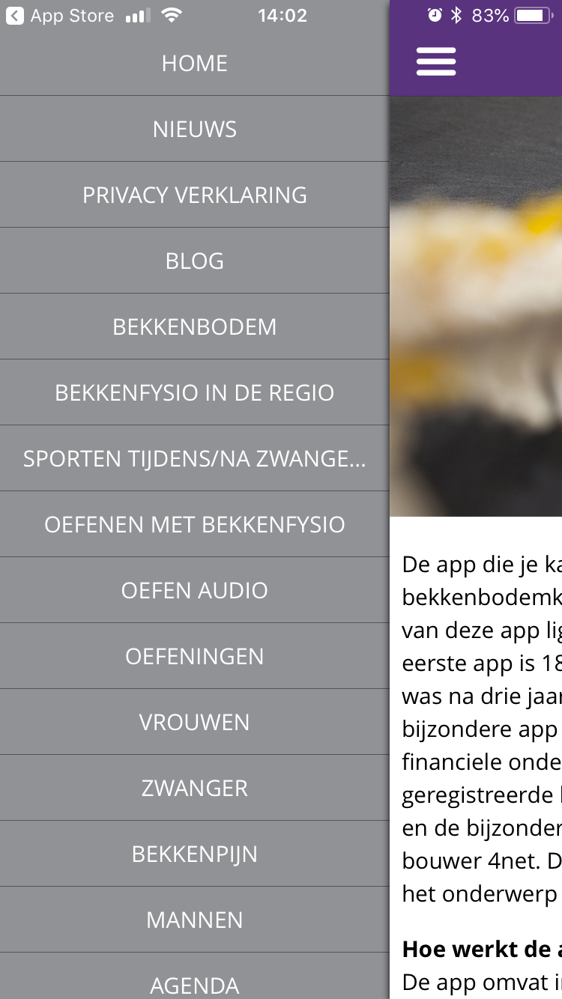 App Store 14:02 83%
HOME
NIEUWS
PRIVACY VERKLARING
BLOG
BEKKENBODEM
BEKKENFYSIO IN DE REGIO
SPORTEN TIJDENS/NA ZWANGE...
OEFENEN MET BEKKENFYSIO
OEFEN AUDIO
OEFENINGEN
VROUWEN
ZWANGER
BEKKENPIJN
MANNEN
AGENDA
De app die je ka
bekkenbodemk
van deze app lig
eerste app is 18
was na drie jaar
bijzondere app
financiele onde
geregistreerde
en de bijzonder
bouwer 4net. D
het onderwerp
Hoe werkt de a
De app omvat i